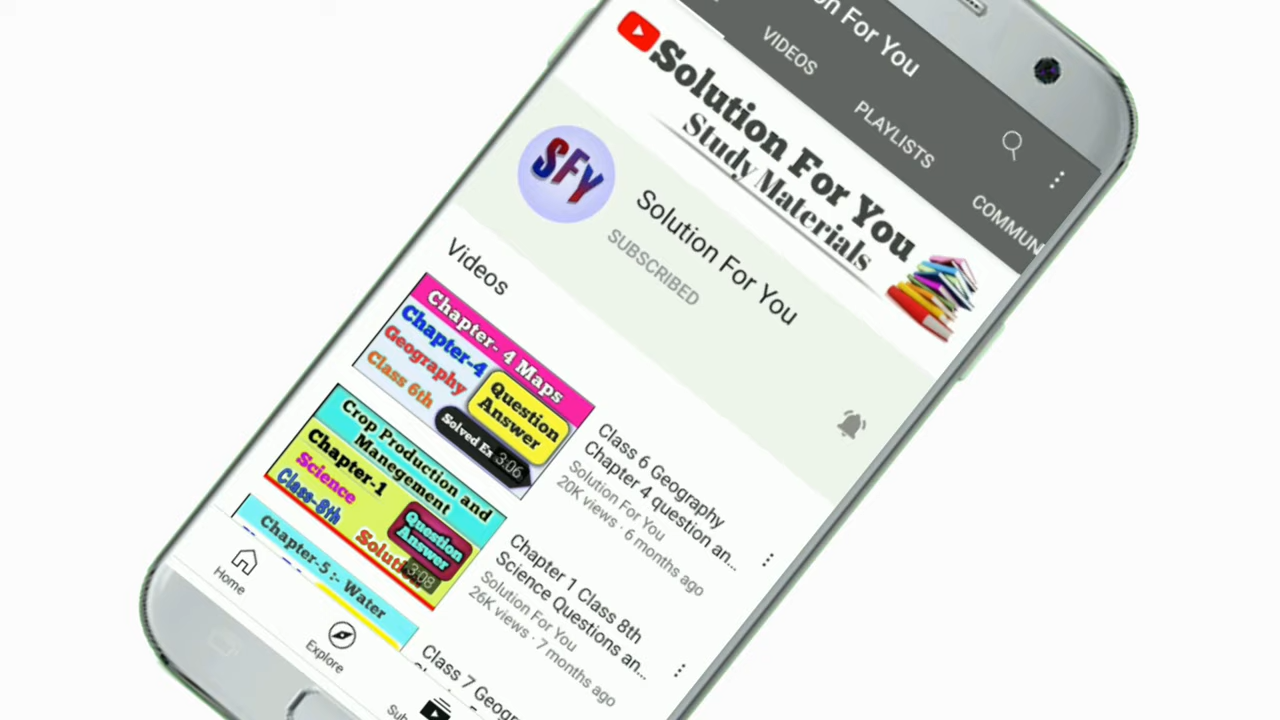 on For You
VIDEOS
PLAYLISTS
COMMUN
Solution For You
Study Materials
SFY
Solution For You
SUBSCRIBED
Videos
Chapter- 4 Maps
Chapter-4
Geography
Class 6th
Question
Answer
Solved Ex
3:06
Class 6 Geography
Chapter 4 question an...
Solution For You
20K views · 6 months ago
Crop Production and
Manegement
Chapter-1
Science
Class-8th
Question
Answer
Solution
3:08
Chapter 1 Class 8th
Science Questions an...
Solution For You
26K views · 7 months ago
Chapter-5 :- Water
Class 7 Geog
Home
Explore
Sub